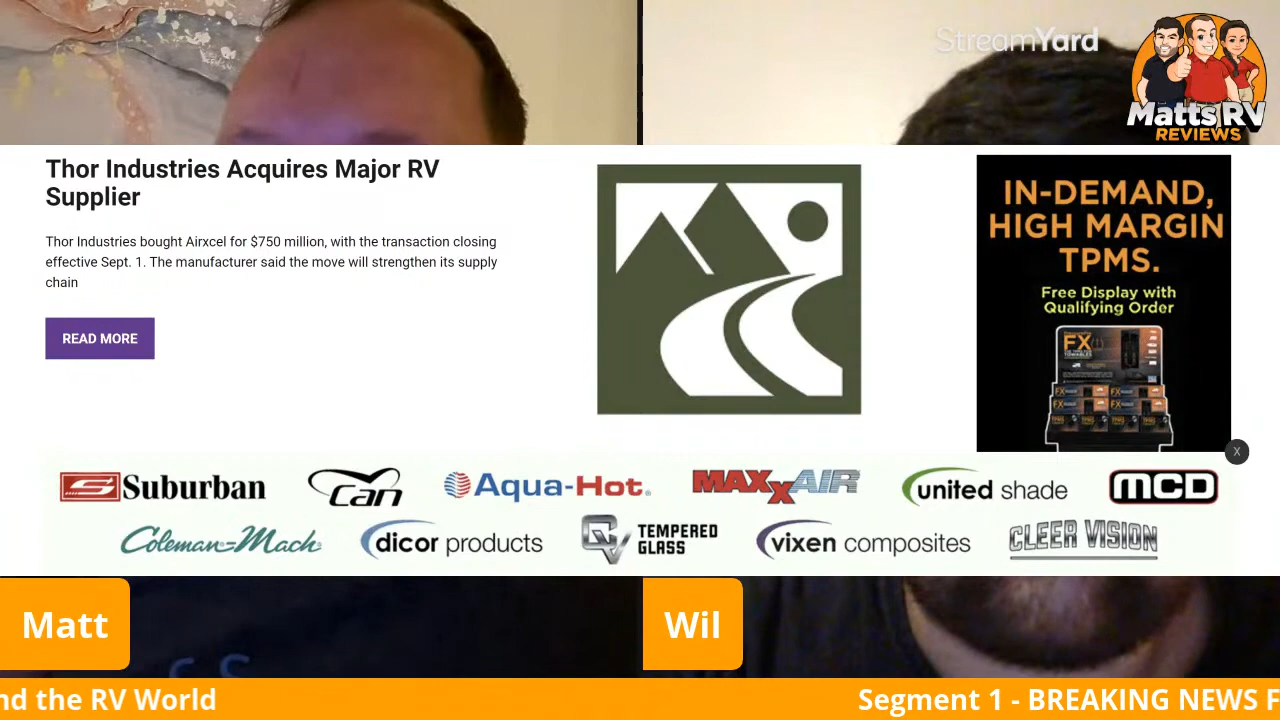 StreamYard
MattsRV
REVIEWS
Thor Industries Acquires Major RV
Supplier
Thor Industries bought Airxcel for $750 million, with the transaction closing
effective Sept. 1. The manufacturer said the move will strengthen its supply
chain
READ MORE
IN-DEMAND,
HIGH MARGIN
TPMS.
Free Display with
Qualifying Order
FX
X
Suburban
Can
Aqua-Hot
MAXXAIR
united shade
MCD
Coleman-Mach
dicor products
TEMPERED
GLASS
vixen composites
CLEER VISION
Matt
Wil
nd the RV World
Segment 1 - BREAKING NEWS F